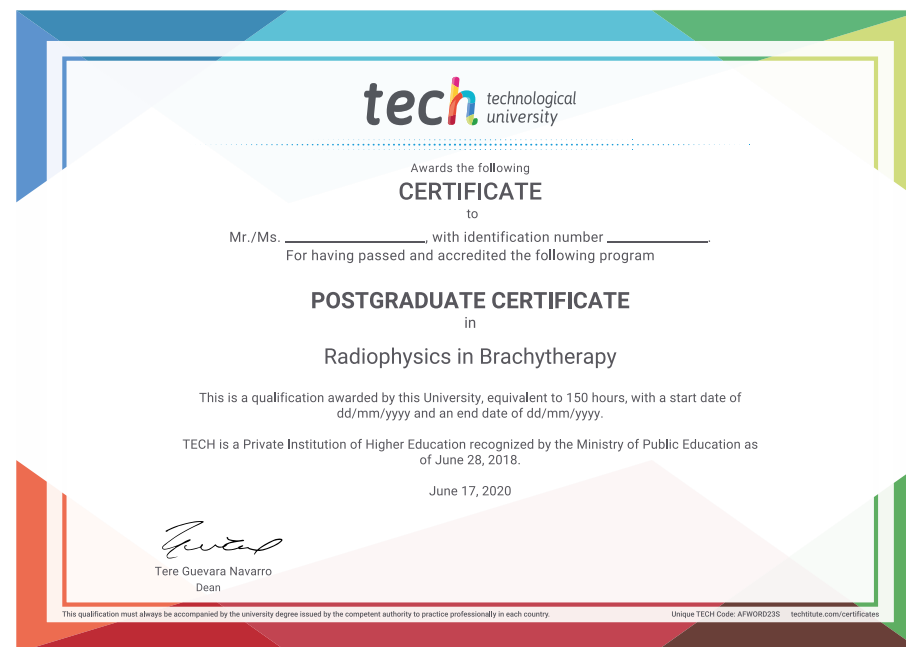 tech technological
university
Awards the following
CERTIFICATE
to
Mr./Ms. ____________________, with identification number ______________.
For having passed and accredited the following program
POSTGRADUATE CERTIFICATE
in
Radiophysics in Brachytherapy
This is a qualification awarded by this University, equivalent to 150 hours, with a start date of
dd/mm/yyyy and an end date of dd/mm/yyyy.
TECH is a Private Institution of Higher Education recognized by the Ministry of Public Education as
of June 28, 2018.
June 17, 2020
Tere Guevara Navarro
Dean
This qualification must always be accompanied by the university degree issued by the competent authority to practice professionally in each country. Unique TECH Code: AFWORD23S techtitute.com/certificates